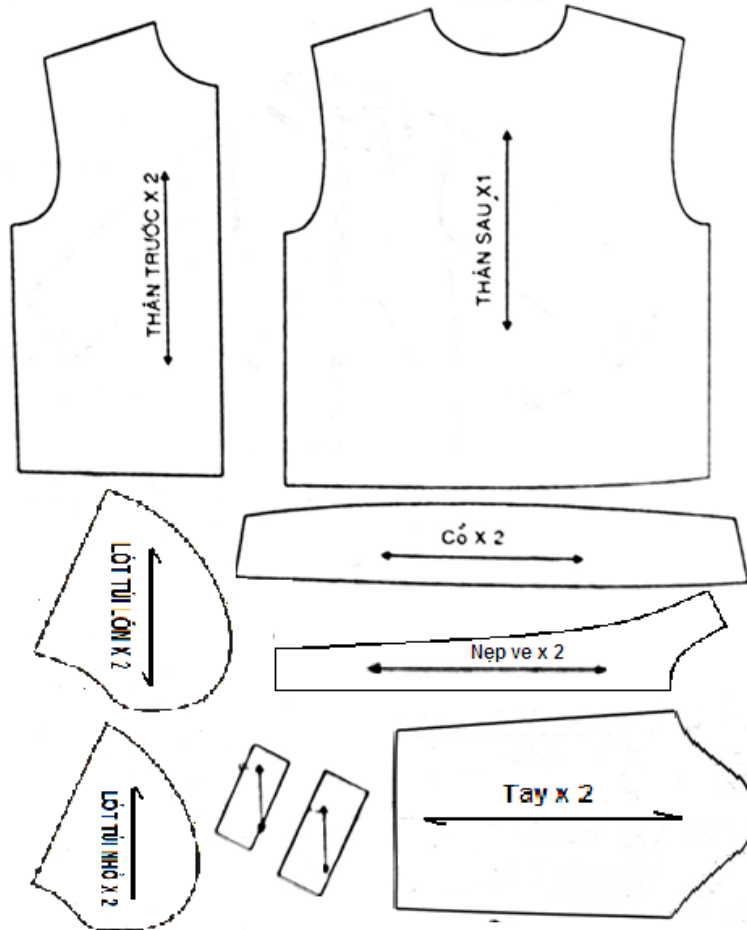 THÂN TRƯỚC X 2
THÂN SAU X1
Cổ X 2
LÓT TÚI LỚN X 2
Nẹp ve x 2
Tay x 2
LÓT TÚI NHỎ X 2